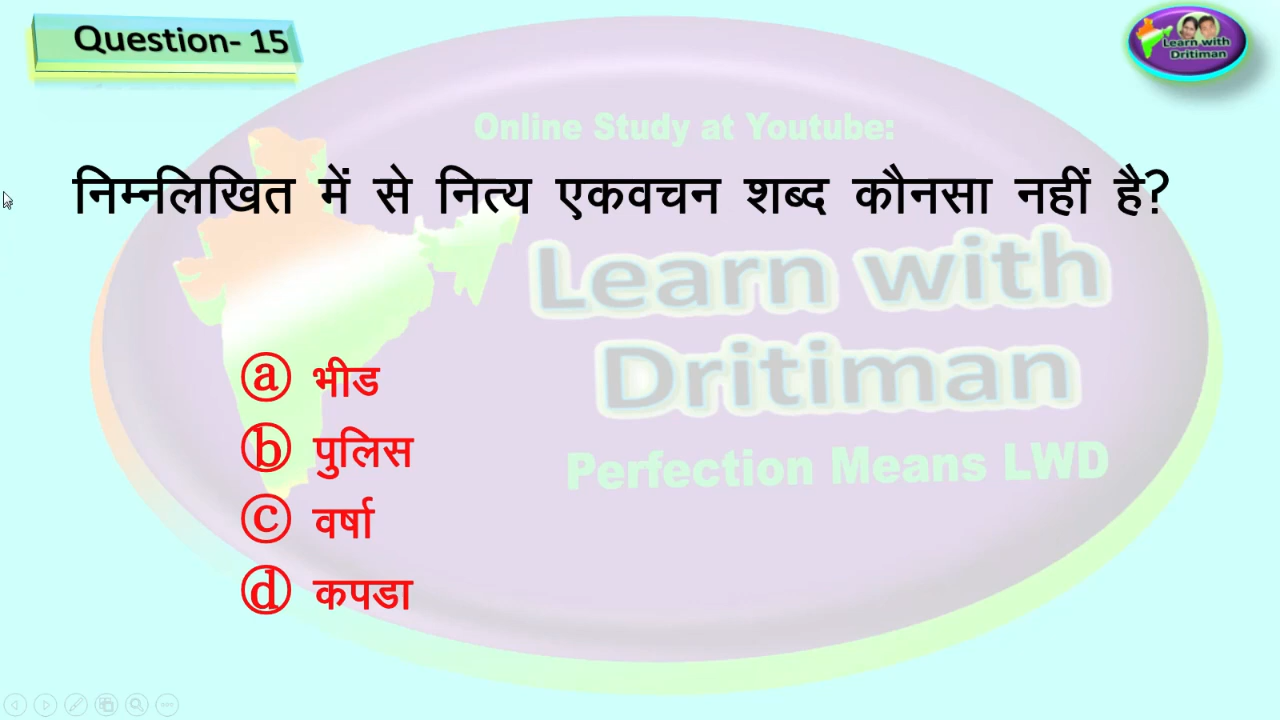 Question- 15
Learn with
Dritiman
Online Study at Youtube:
निम्नलिखित में से नित्य एकवचन शब्द कौनसा नहीं है?
Learn with
Dritiman
Perfection Means LWD
ⓐ भीड
ⓑ पुलिस
ⓒ वर्षा
ⓓ कपडा